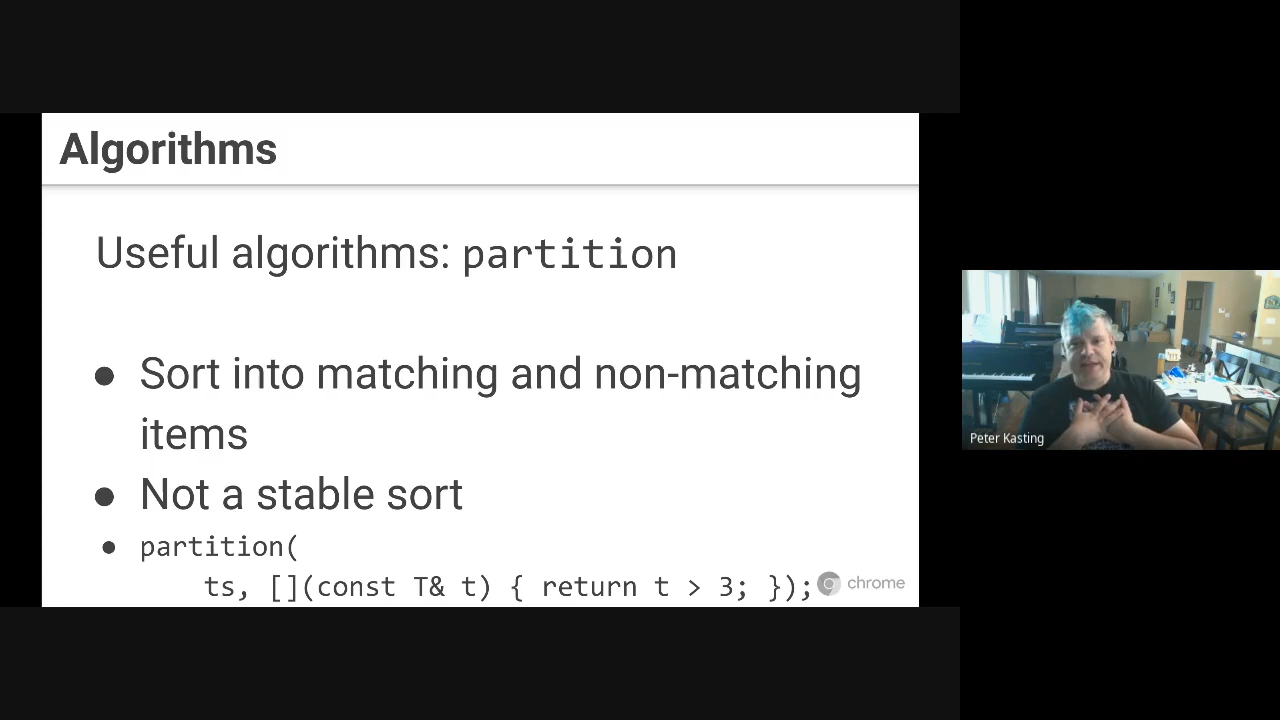 Algorithms
Useful algorithms: partition
● Sort into matching and non-matching
items
● Not a stable sort
● partition(
ts, [](const T& t) { return t > 3; });
chrome
Peter Kasting